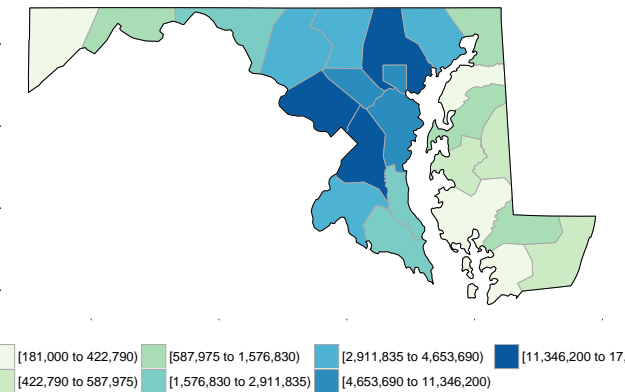 [181,000 to 422,790) [587,975 to 1,576,830) [2,911,835 to 4,653,690) [11,346,200 to 17,
[422,790 to 587,975) [1,576,830 to 2,911,835) [4,653,690 to 11,346,200)